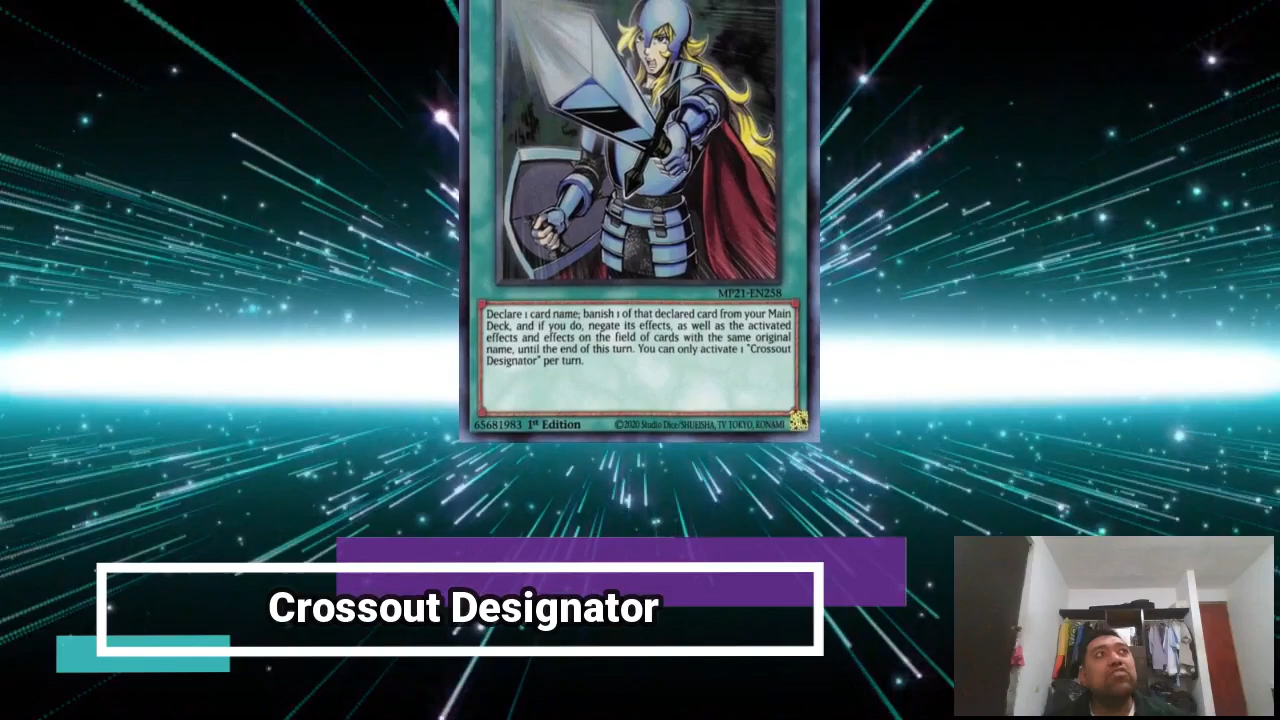 MP21-EN258
Declare 1 card name; banish 1 of that declared card from your Main
Deck, and if you do, negate its effects, as well as the activated
effects and effects on the field of cards with the same original
name, until the end of this turn. You can only activate 1 "Crossout
Designator" per turn.
65681983 1st Edition ©2020 Studio Dice/SHUEISHA, TV TOKYO, KONAMI
Crossout Designator